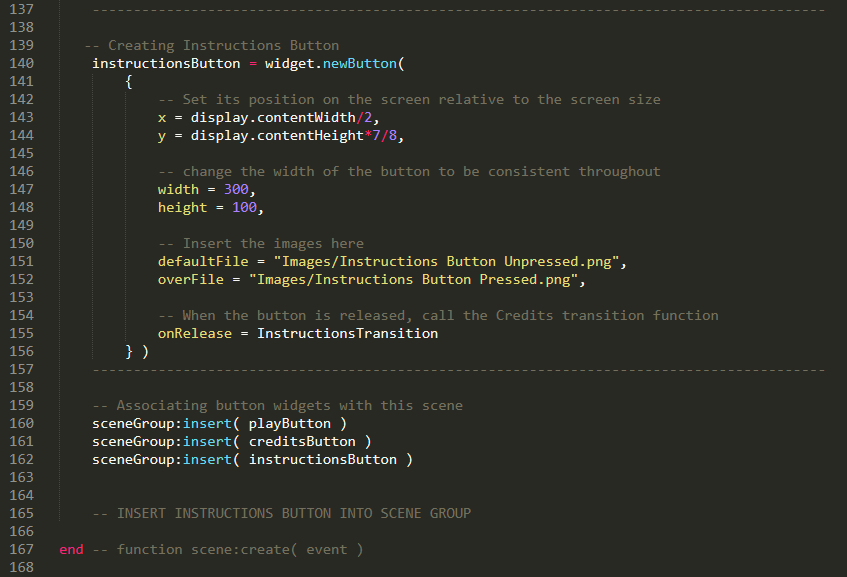 137     -----------------------------------------------------------------------------------------
138
139    -- Creating Instructions Button
140     instructionsButton = widget.newButton(
141         {
142             -- Set its position on the screen relative to the screen size
143             x = display.contentWidth/2,
144             y = display.contentHeight*7/8,
145
146             -- change the width of the button to be consistent throughout
147             width = 300,
148             height = 100,
149
150             -- Insert the images here
151             defaultFile = "Images/Instructions Button Unpressed.png",
152             overFile = "Images/Instructions Button Pressed.png",
153
154             -- When the button is released, call the Credits transition function
155             onRelease = InstructionsTransition
156         } )
157     -----------------------------------------------------------------------------------------
158
159     -- Associating button widgets with this scene
160     sceneGroup:insert( playButton )
161     sceneGroup:insert( creditsButton )
162     sceneGroup:insert( instructionsButton )
163
164
165     -- INSERT INSTRUCTIONS BUTTON INTO SCENE GROUP
166
167 end -- function scene:create( event )
168